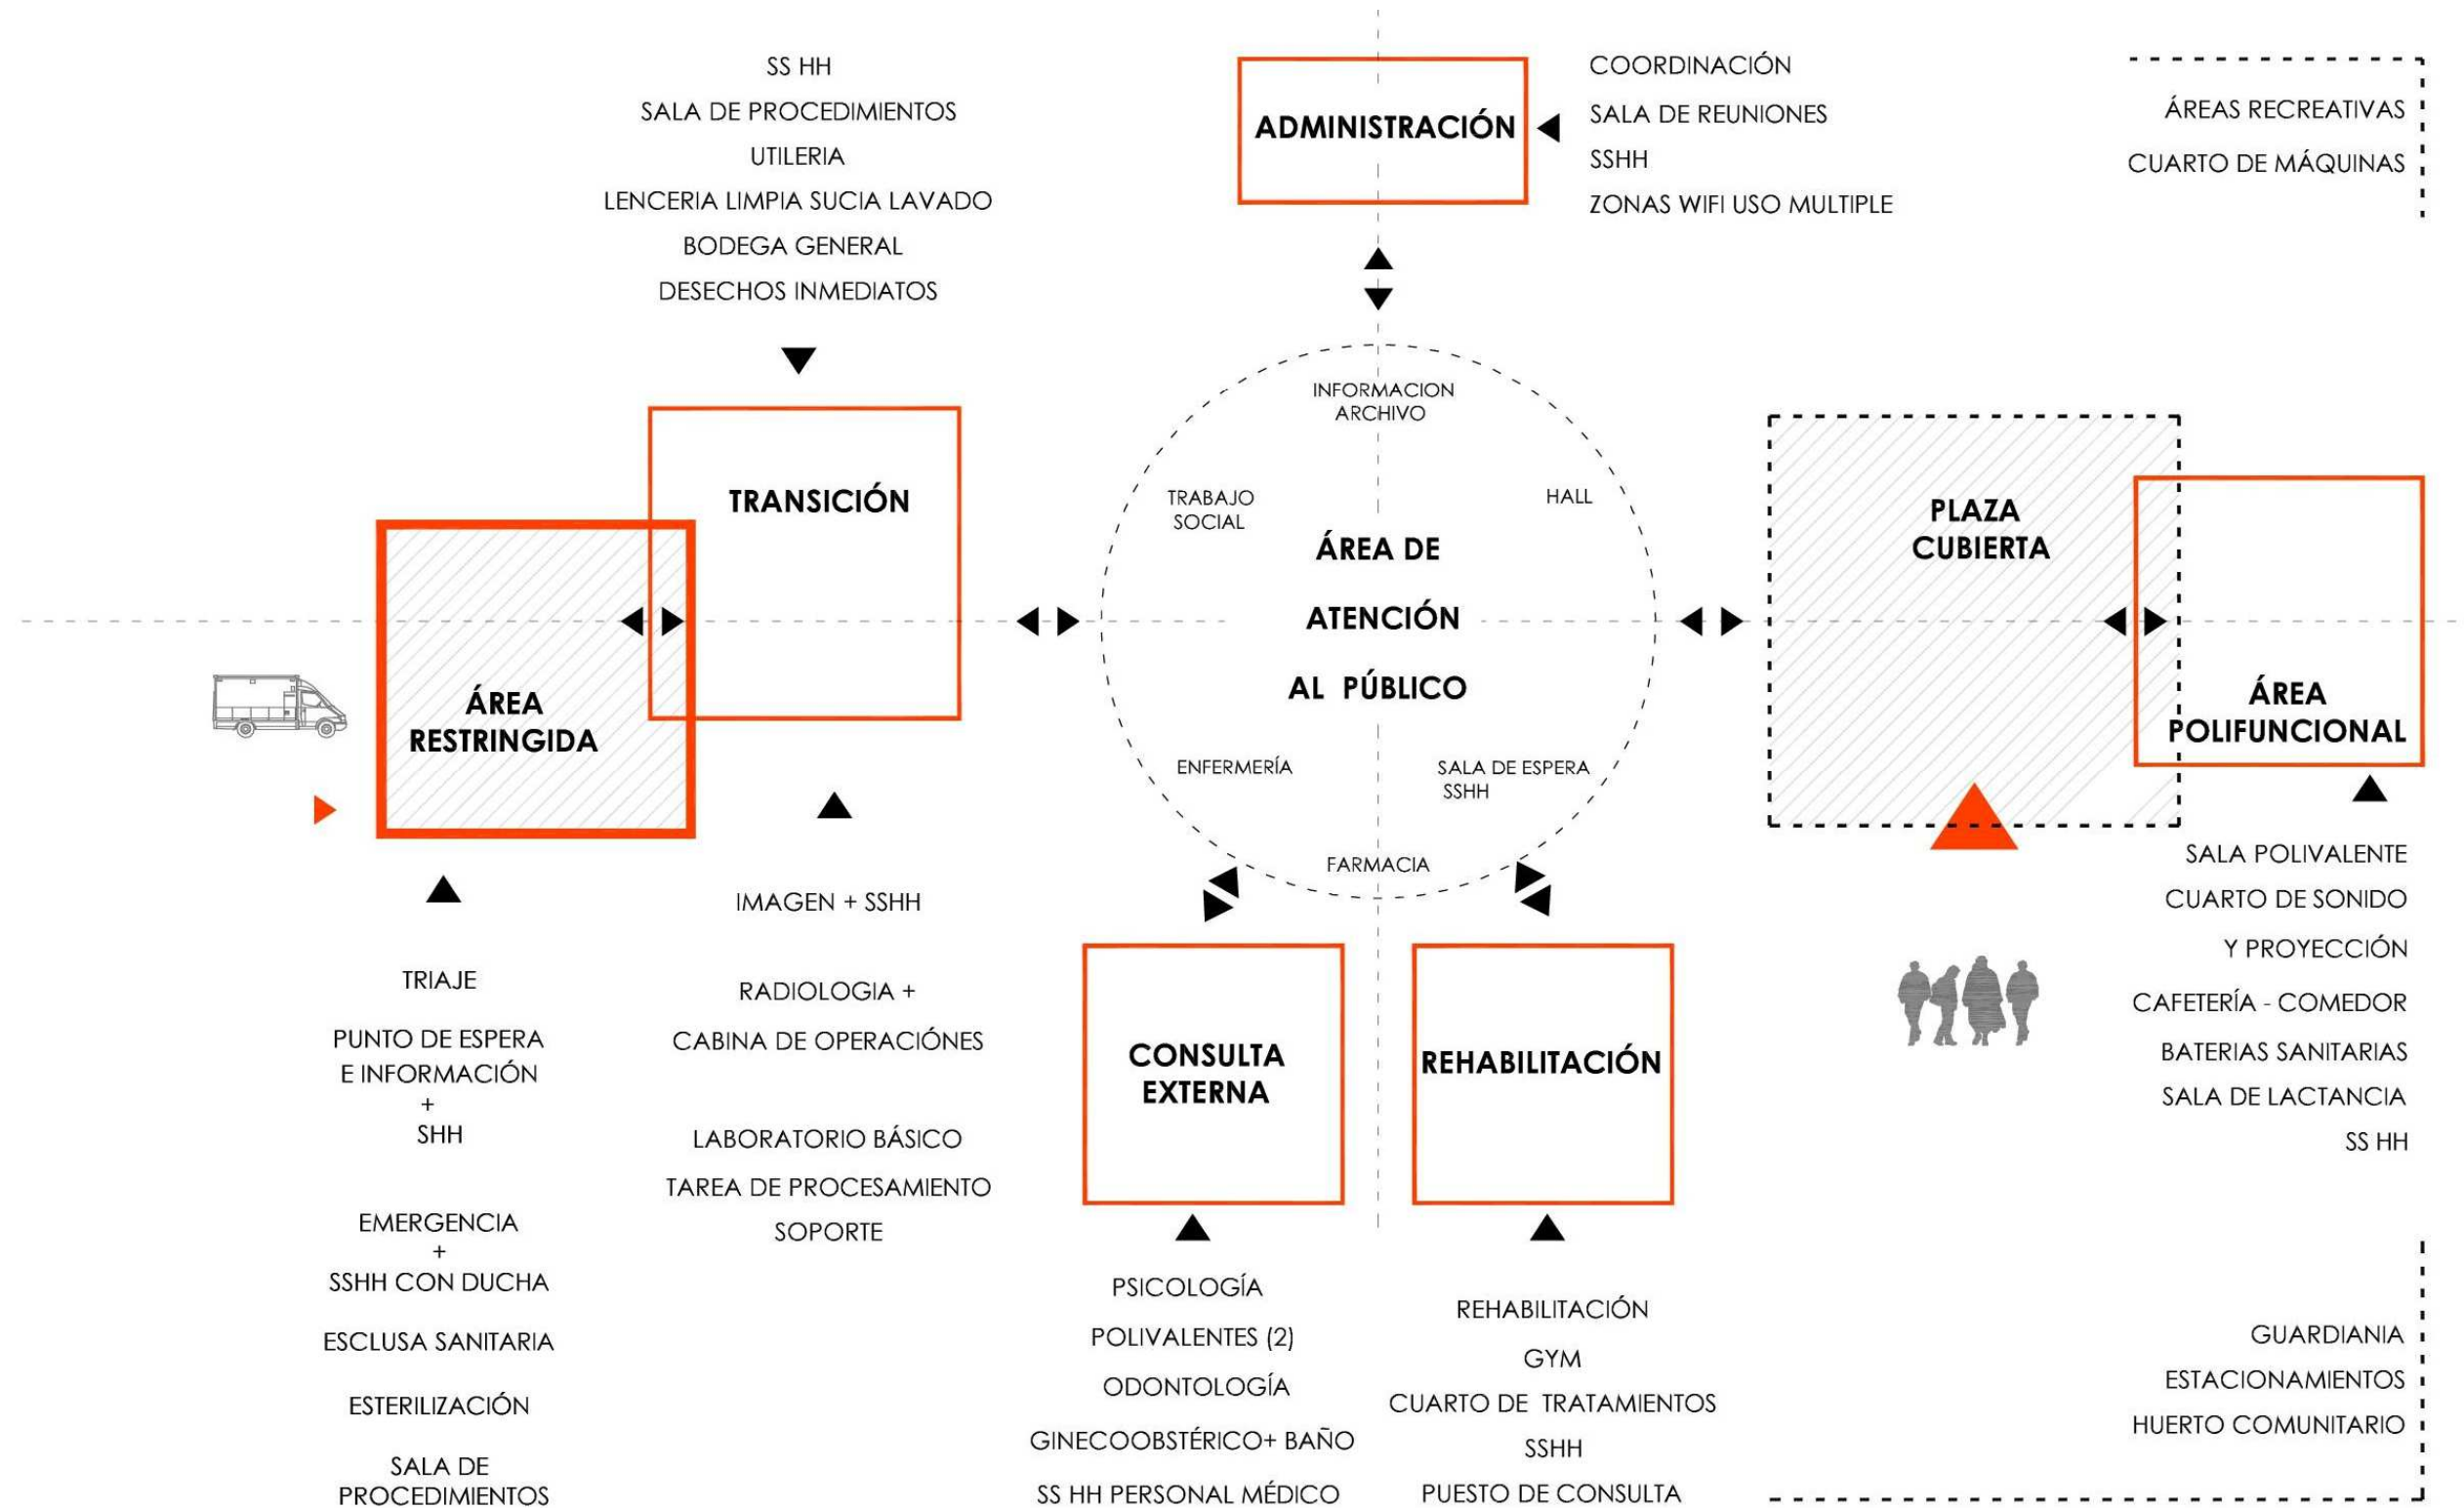 SS HH
SALA DE PROCEDIMIENTOS
UTILERIA
LENCERIA LIMPIA SUCIA LAVADO
BODEGA GENERAL
DESECHOS INMEDIATOS
ADMINISTRACIÓN
COORDINACIÓN
SALA DE REUNIONES
SSHH
ZONAS WIFI USO MULTIPLE
ÁREAS RECREATIVAS
CUARTO DE MÁQUINAS
TRANSICIÓN
ÁREA
RESTRINGIDA
INFORMACION
ARCHIVO
TRABAJO
SOCIAL
HALL
ÁREA DE
ATENCIÓN
AL PÚBLICO
ENFERMERÍA
SALA DE ESPERA
SSHH
FARMACIA
PLAZA
CUBIERTA
ÁREA
POLIFUNCIONAL
TRIAJE
PUNTO DE ESPERA
E INFORMACIÓN
+
SHH
EMERGENCIA
+
SSHH CON DUCHA
ESCLUSA SANITARIA
ESTERILIZACIÓN
SALA DE
PROCEDIMIENTOS
IMAGEN + SSHH
RADIOLOGIA +
CABINA DE OPERACIÓNES
LABORATORIO BÁSICO
TAREA DE PROCESAMIENTO
SOPORTE
CONSULTA
EXTERNA
PSICOLOGÍA
POLIVALENTES (2)
ODONTOLOGÍA
GINECOOBSTÉRICO+ BAÑO
SS HH PERSONAL MÉDICO
REHABILITACIÓN
REHABILITACIÓN
GYM
CUARTO DE TRATAMIENTOS
SSHH
PUESTO DE CONSULTA
SALA POLIVALENTE
CUARTO DE SONIDO
Y PROYECCIÓN
CAFETERÍA - COMEDOR
BATERIAS SANITARIAS
SALA DE LACTANCIA
SS HH
GUARDIANIA
ESTACIONAMIENTOS
HUERTO COMUNITARIO